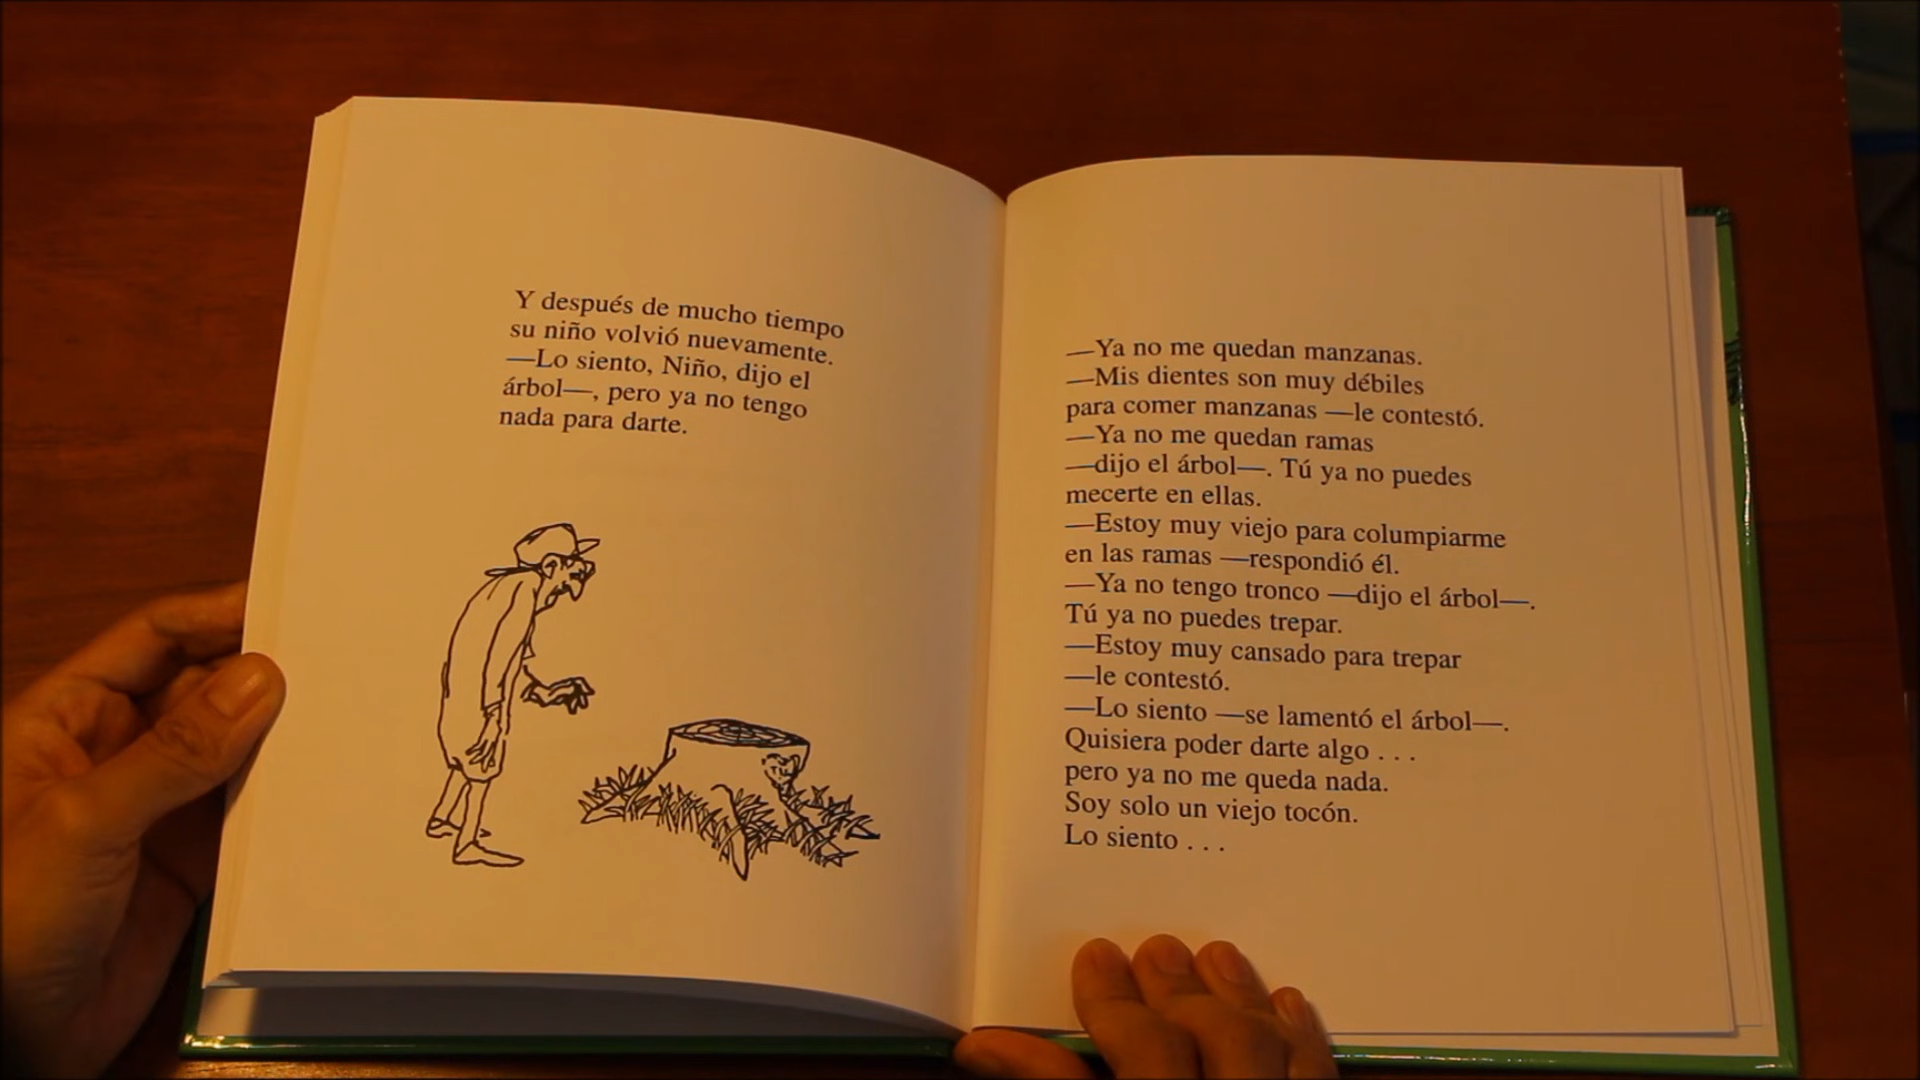 Y después de mucho tiempo
su niño volvió nuevamente.
—Lo siento, Niño, dijo el
árbol—, pero ya no tengo
nada para darte.
—Ya no me quedan manzanas.
—Mis dientes son muy débiles
para comer manzanas —le contestó.
—Ya no me quedan ramas
—dijo el árbol—. Tú ya no puedes
mecerte en ellas.
—Estoy muy viejo para columpiarme
en las ramas —respondió él.
—Ya no tengo tronco —dijo el árbol—.
Tú ya no puedes trepar.
—Estoy muy cansado para trepar
—le contestó.
—Lo siento —se lamentó el árbol—.
Quisiera poder darte algo . . .
pero ya no me queda nada.
Soy solo un viejo tocón.
Lo siento . . .